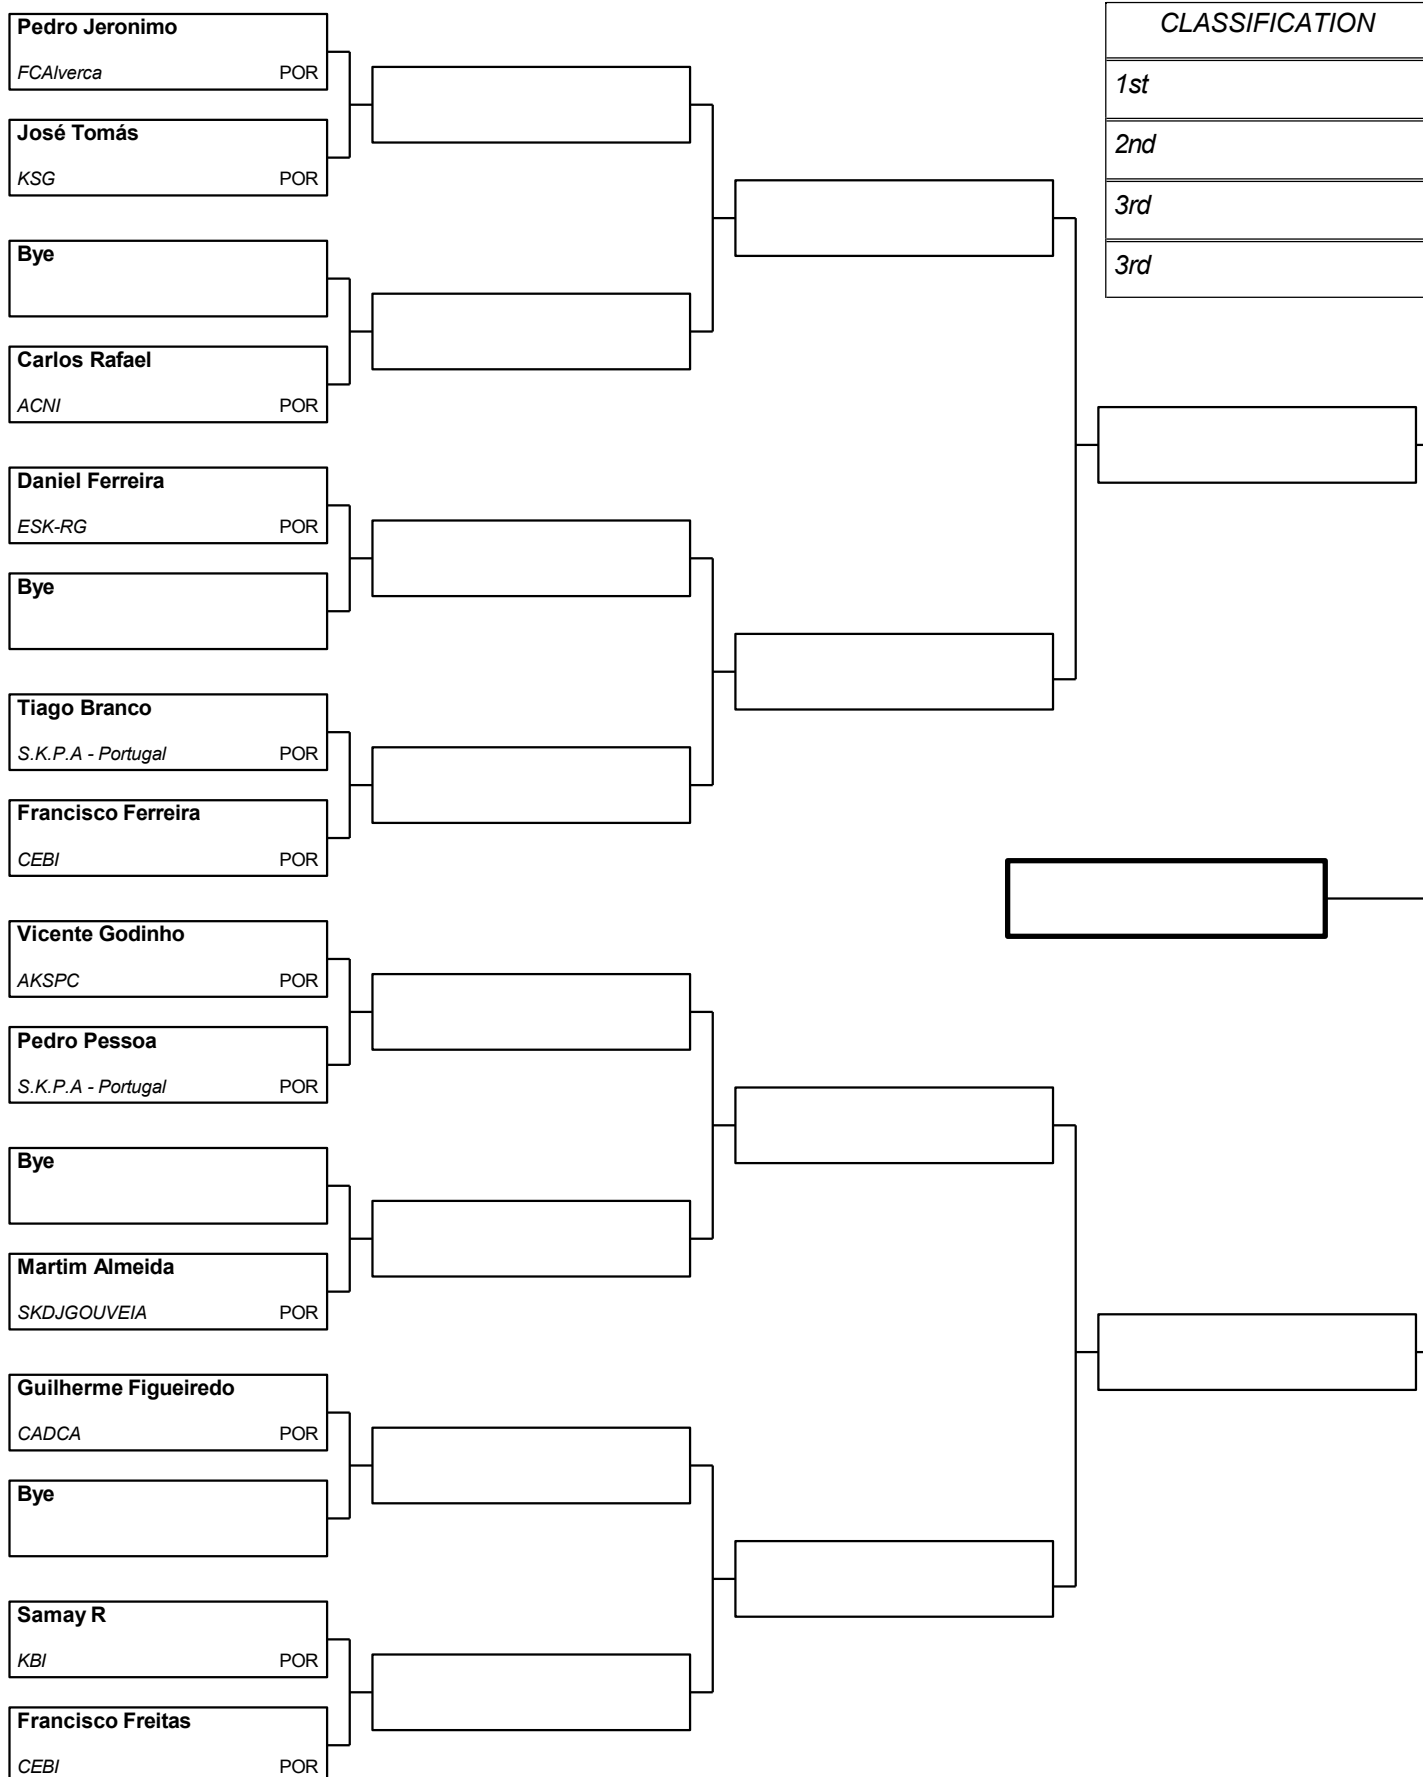 Pedro Jeronimo
FCAlverca POR
José Tomás
KSG POR
Bye
Carlos Rafael
ACNI POR
Daniel Ferreira
ESK-RG POR
Bye
Tiago Branco
S.K.P.A - Portugal POR
Francisco Ferreira
CEBI POR
Vicente Godinho
AKSPC POR
Pedro Pessoa
S.K.P.A - Portugal POR
Bye
Martim Almeida
SKDJGOUVEIA POR
Guilherme Figueiredo
CADCA POR
Bye
Samay R
KBI POR
Francisco Freitas
CEBI POR
CLASSIFICATION
1st
2nd
3rd
3rd